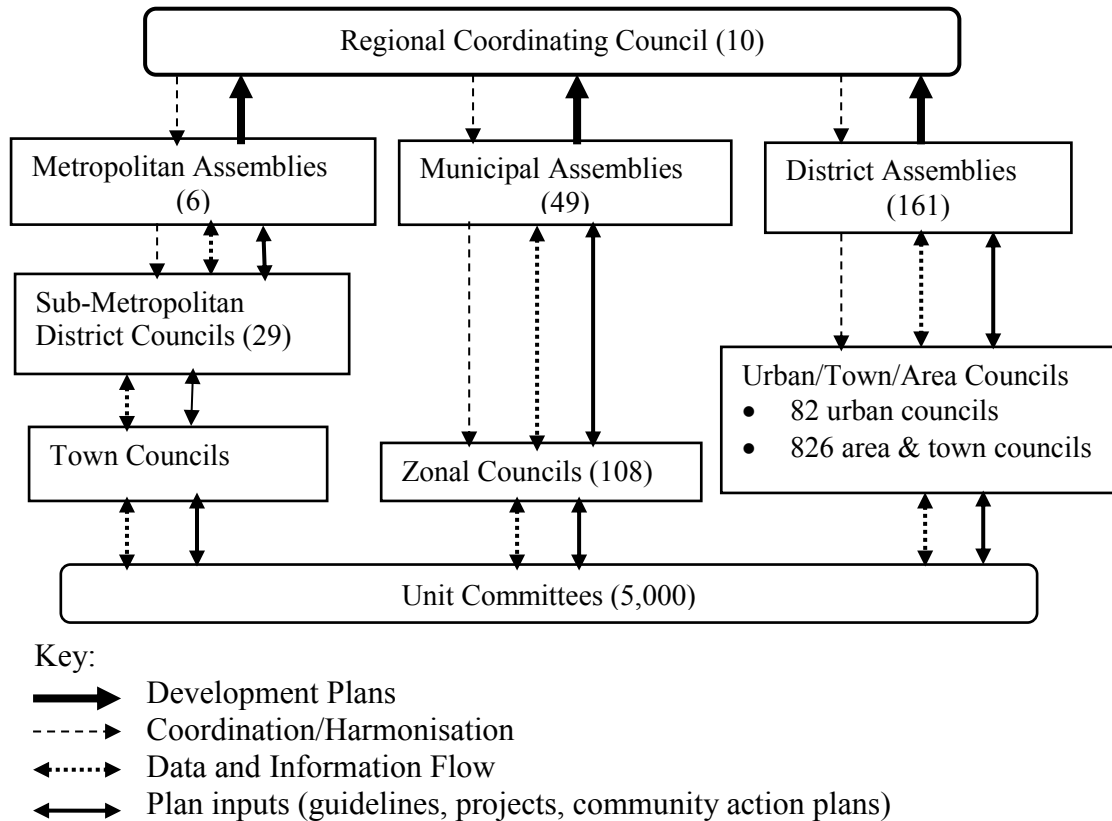 Regional Coordinating Council (10)
Metropolitan Assemblies
(6)
Municipal Assemblies
(49)
District Assemblies
(161)
Sub-Metropolitan
District Councils (29)
Urban/Town/Area Councils
• 82 urban councils
• 826 area & town councils
Town Councils
Zonal Councils (108)
Unit Committees (5,000)
Key:
Development Plans
Coordination/Harmonisation
Data and Information Flow
Plan inputs (guidelines, projects, community action plans)